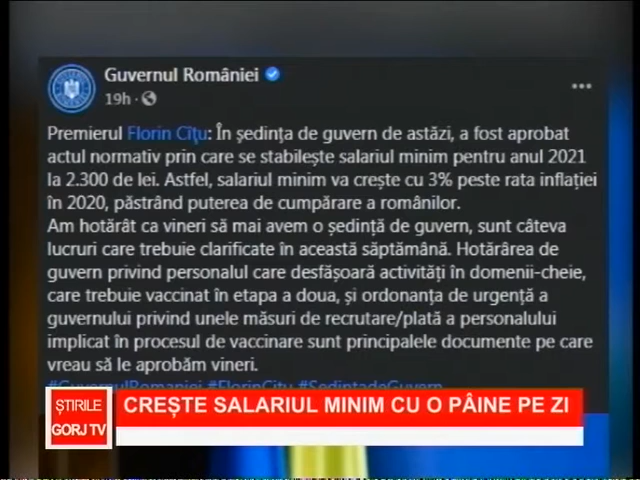 Guvernul României
19h
Premierul Florin Cîțu: În ședința de guvern de astăzi, a fost aprobat
actul normativ prin care se stabilește salariul minim pentru anul 2021
la 2.300 de lei. Astfel, salariul minim va crește cu 3% peste rata inflației
în 2020, păstrând puterea de cumpărare a românilor.
Am hotărât ca vineri să mai avem o ședință de guvern, sunt câteva
lucruri care trebuie clarificate în această săptămână. Hotărârea de
guvern privind personalul care desfășoară activități în domenii-cheie,
care trebuie vaccinat în etapa a doua, și ordonanța de urgență a
guvernului privind unele măsuri de recrutare/plată a personalului
implicat în procesul de vaccinare sunt principalele documente pe care
vreau să le aprobăm vineri.
#GuvernulRomaniei #FlorinCitu #SedintadeGuvern
ȘTIRILE
GORJ TV
CREȘTE SALARIUL MINIM CU O PÂINE PE ZI